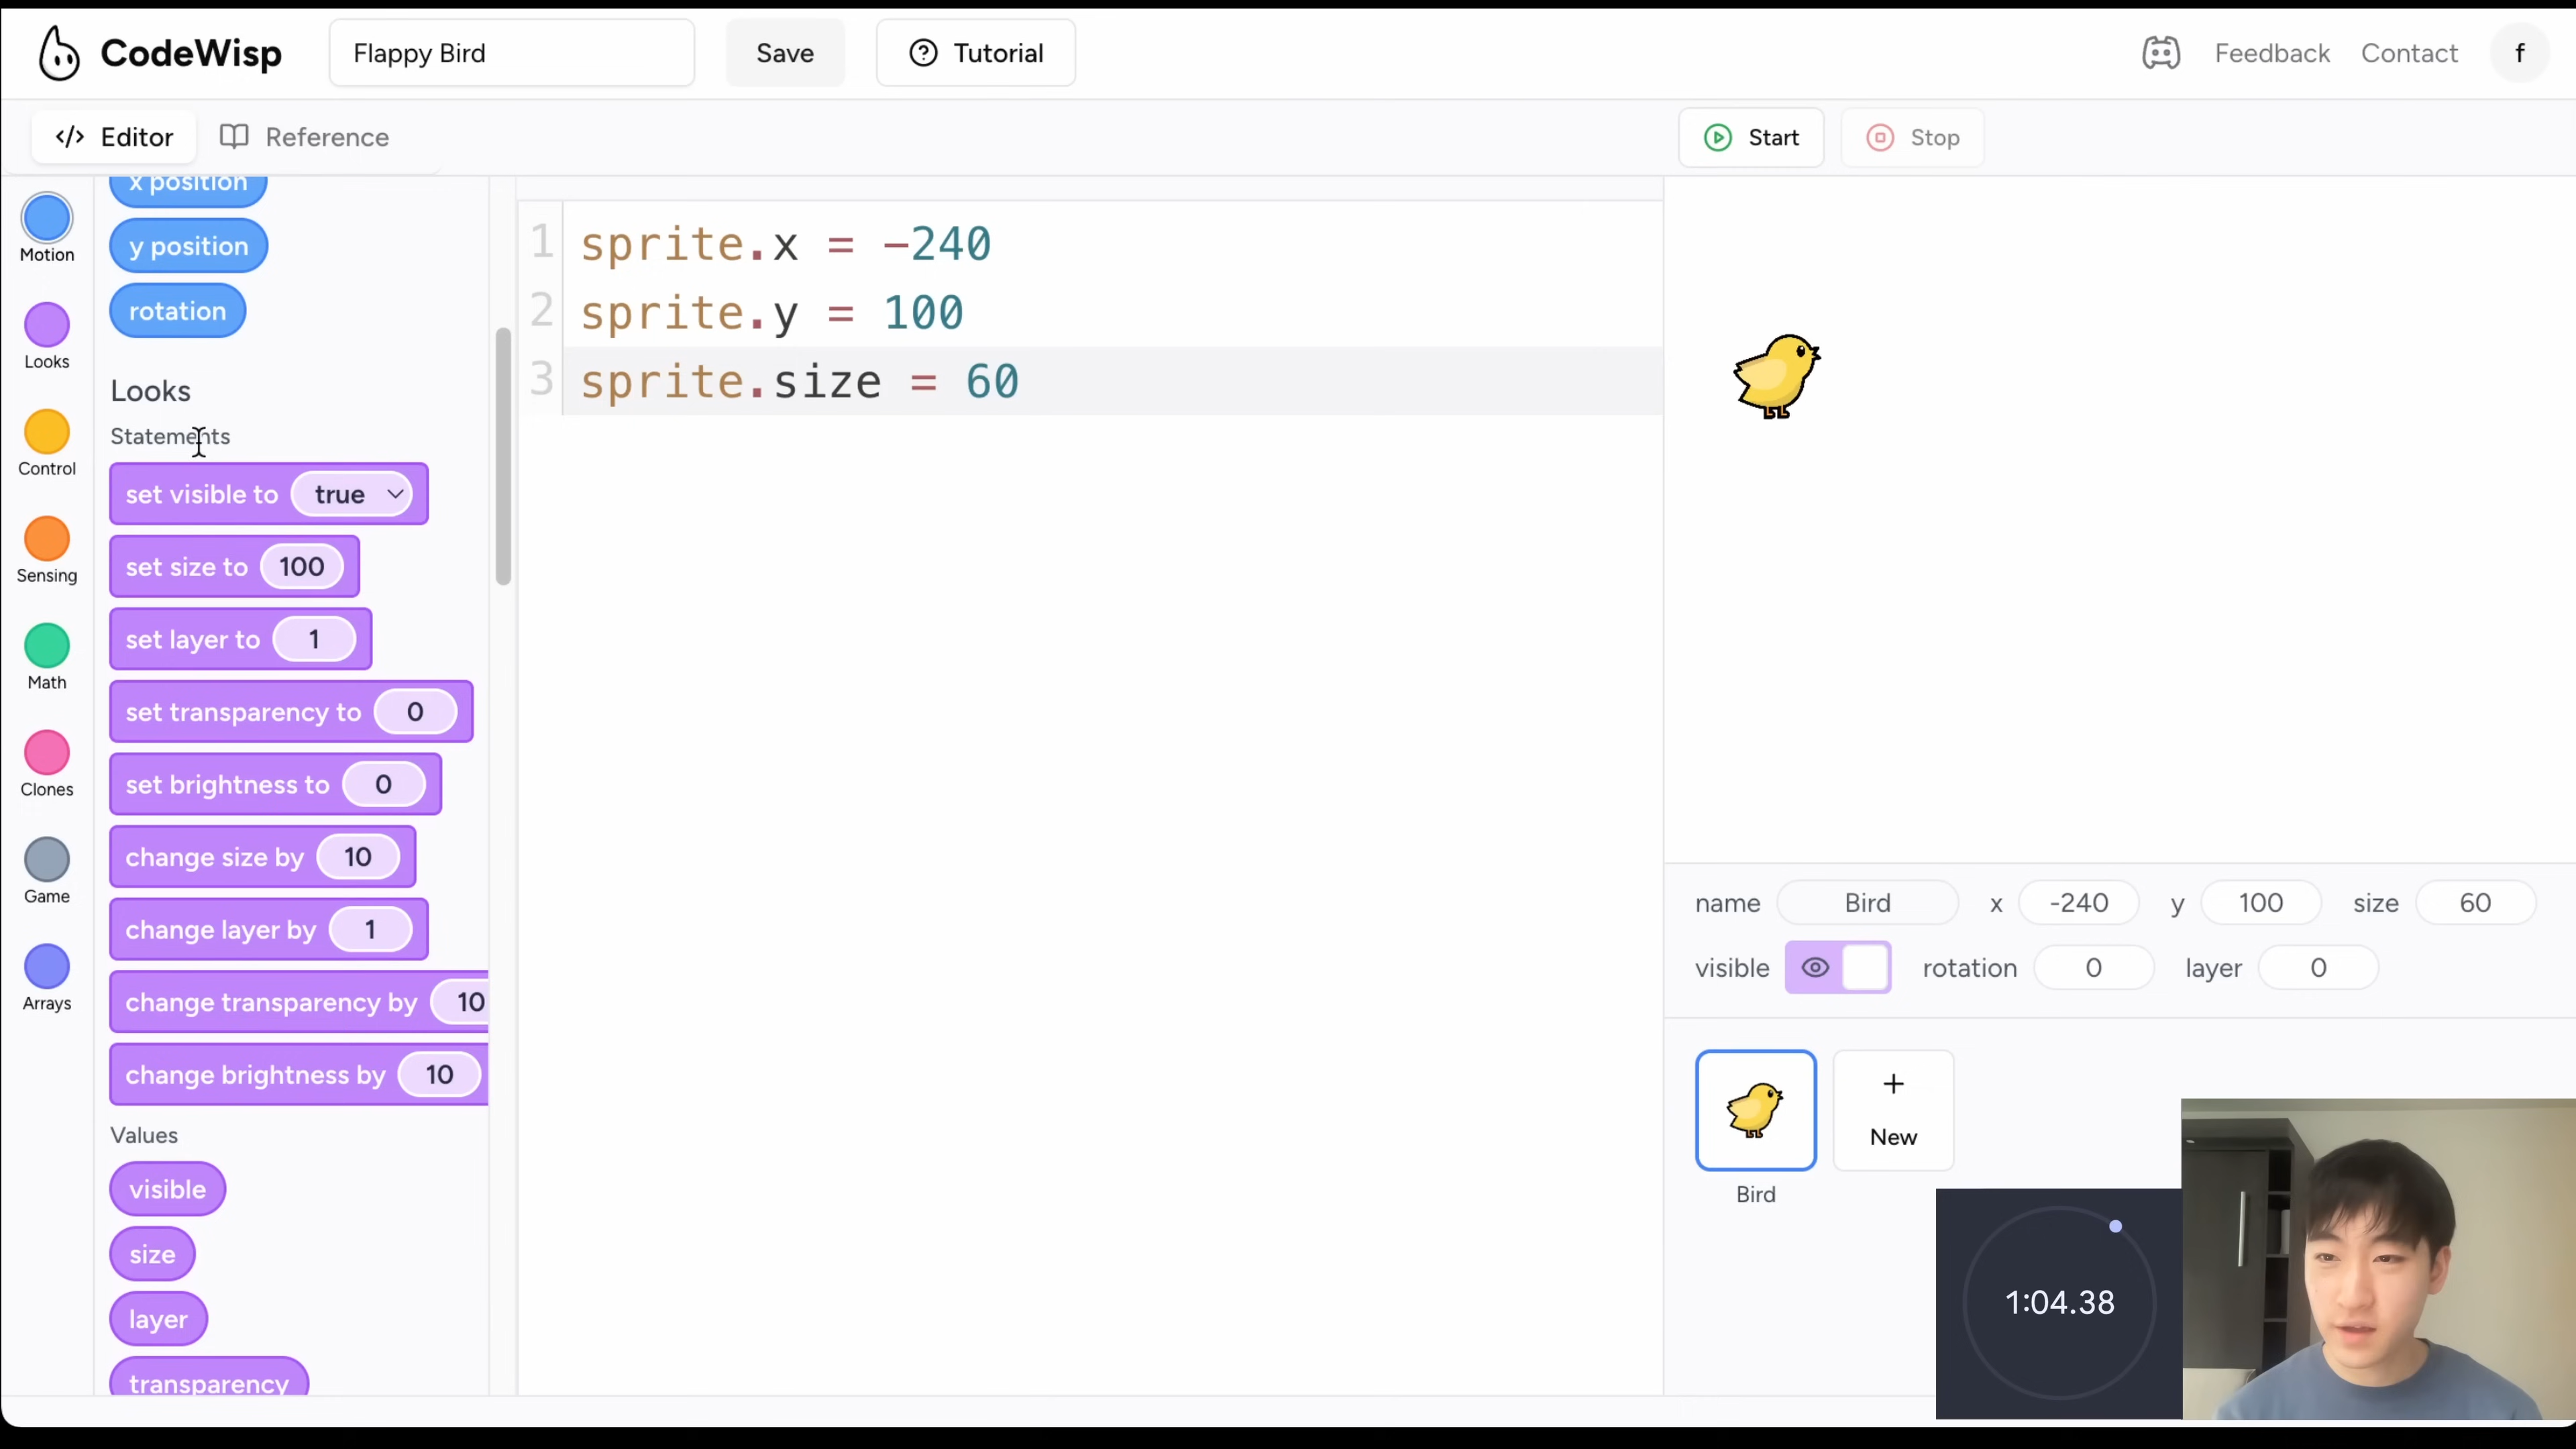 CodeWisp
Flappy Bird
Save
Tutorial
Feedback
Contact
f
Editor
Reference
Start
Stop
Motion
Looks
Control
Sensing
Math
Clones
Game
Arrays
x position
y position
rotation
Looks
Statements
set visible to true
set size to 100
set layer to 1
set transparency to 0
set brightness to 0
change size by 10
change layer by 1
change transparency by 10
change brightness by 10
Values
visible
size
layer
transparency
1 sprite.x = -240
2 sprite.y = 100
3 sprite.size = 60
name Bird x -240 y 100 size 60
visible rotation 0 layer 0
+
New
Bird
1:04.38